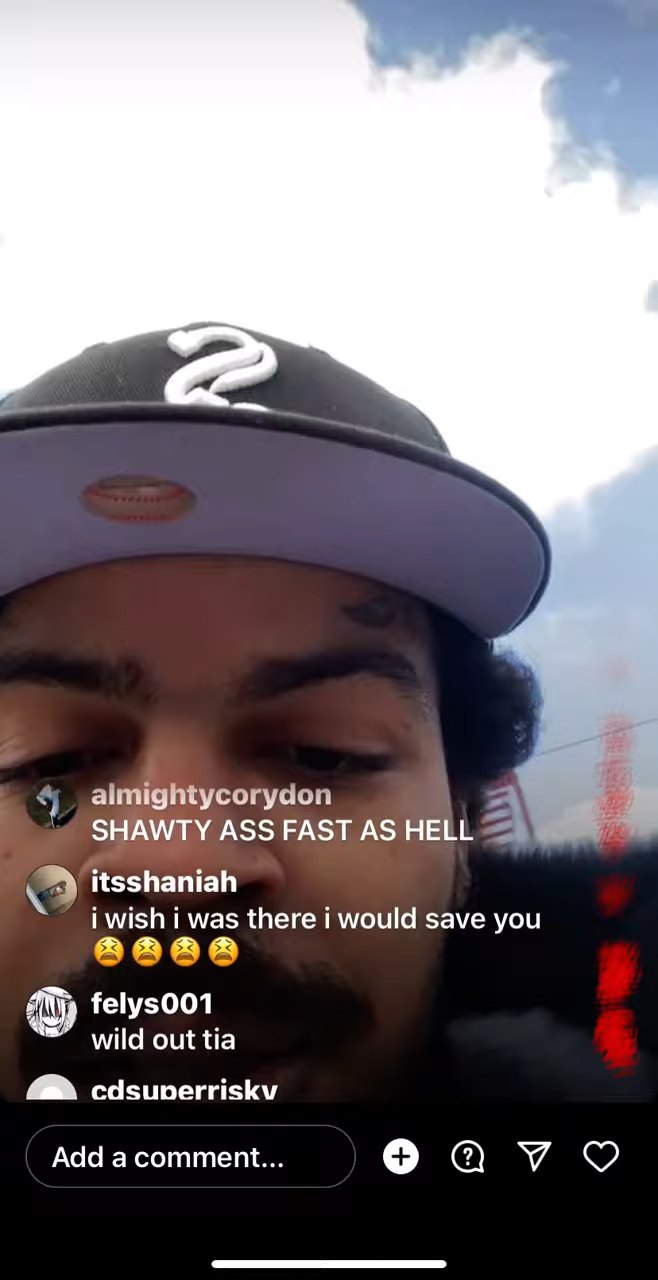 almightycorydon
SHAWTY ASS FAST AS HELL
itsshaniah
i wish i was there i would save you
😫😫😫😫
felys001
wild out tia
cdsuperrisky
Add a comment...